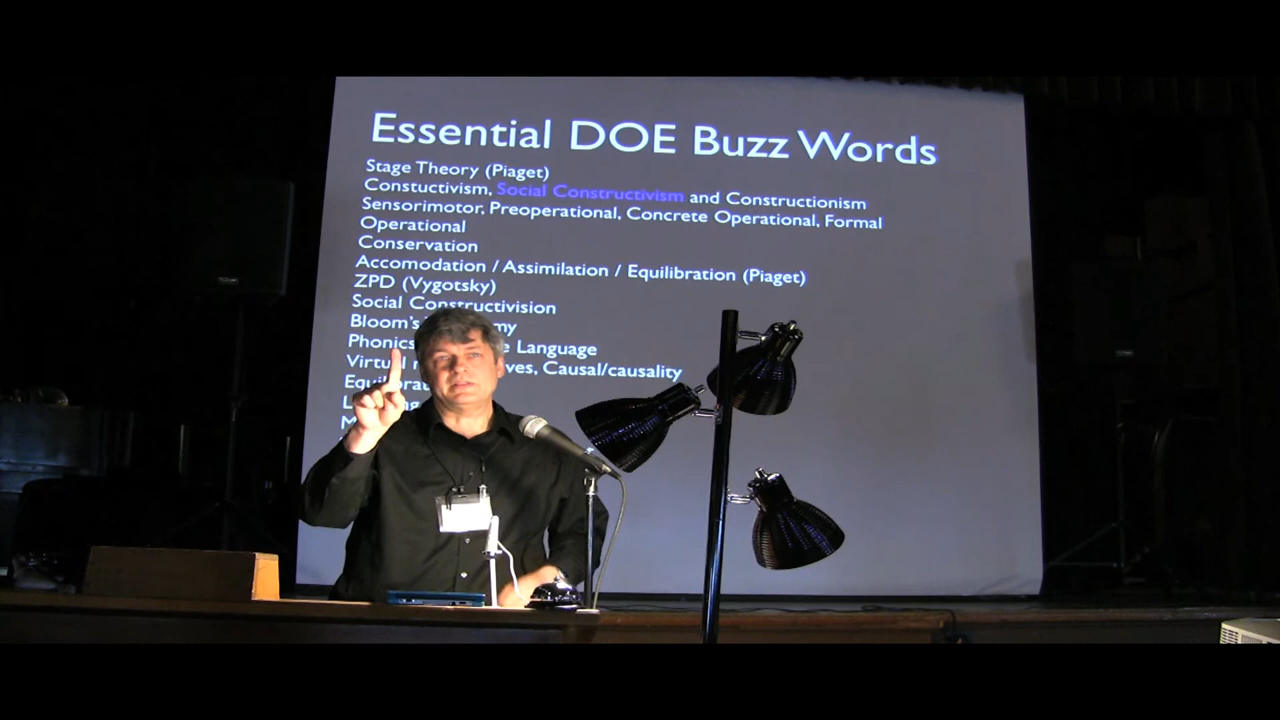 Essential DOE Buzz Words
Stage Theory (Piaget)
Constuctivism, Social Constructivism and Constructionism
Sensorimotor, Preoperational, Concrete Operational, Formal
Operational
Conservation
Accomodation / Assimilation / Equilibration (Piaget)
ZPD (Vygotsky)
Social Constructivision
Bloom's
Phonics Language
Causal/causality